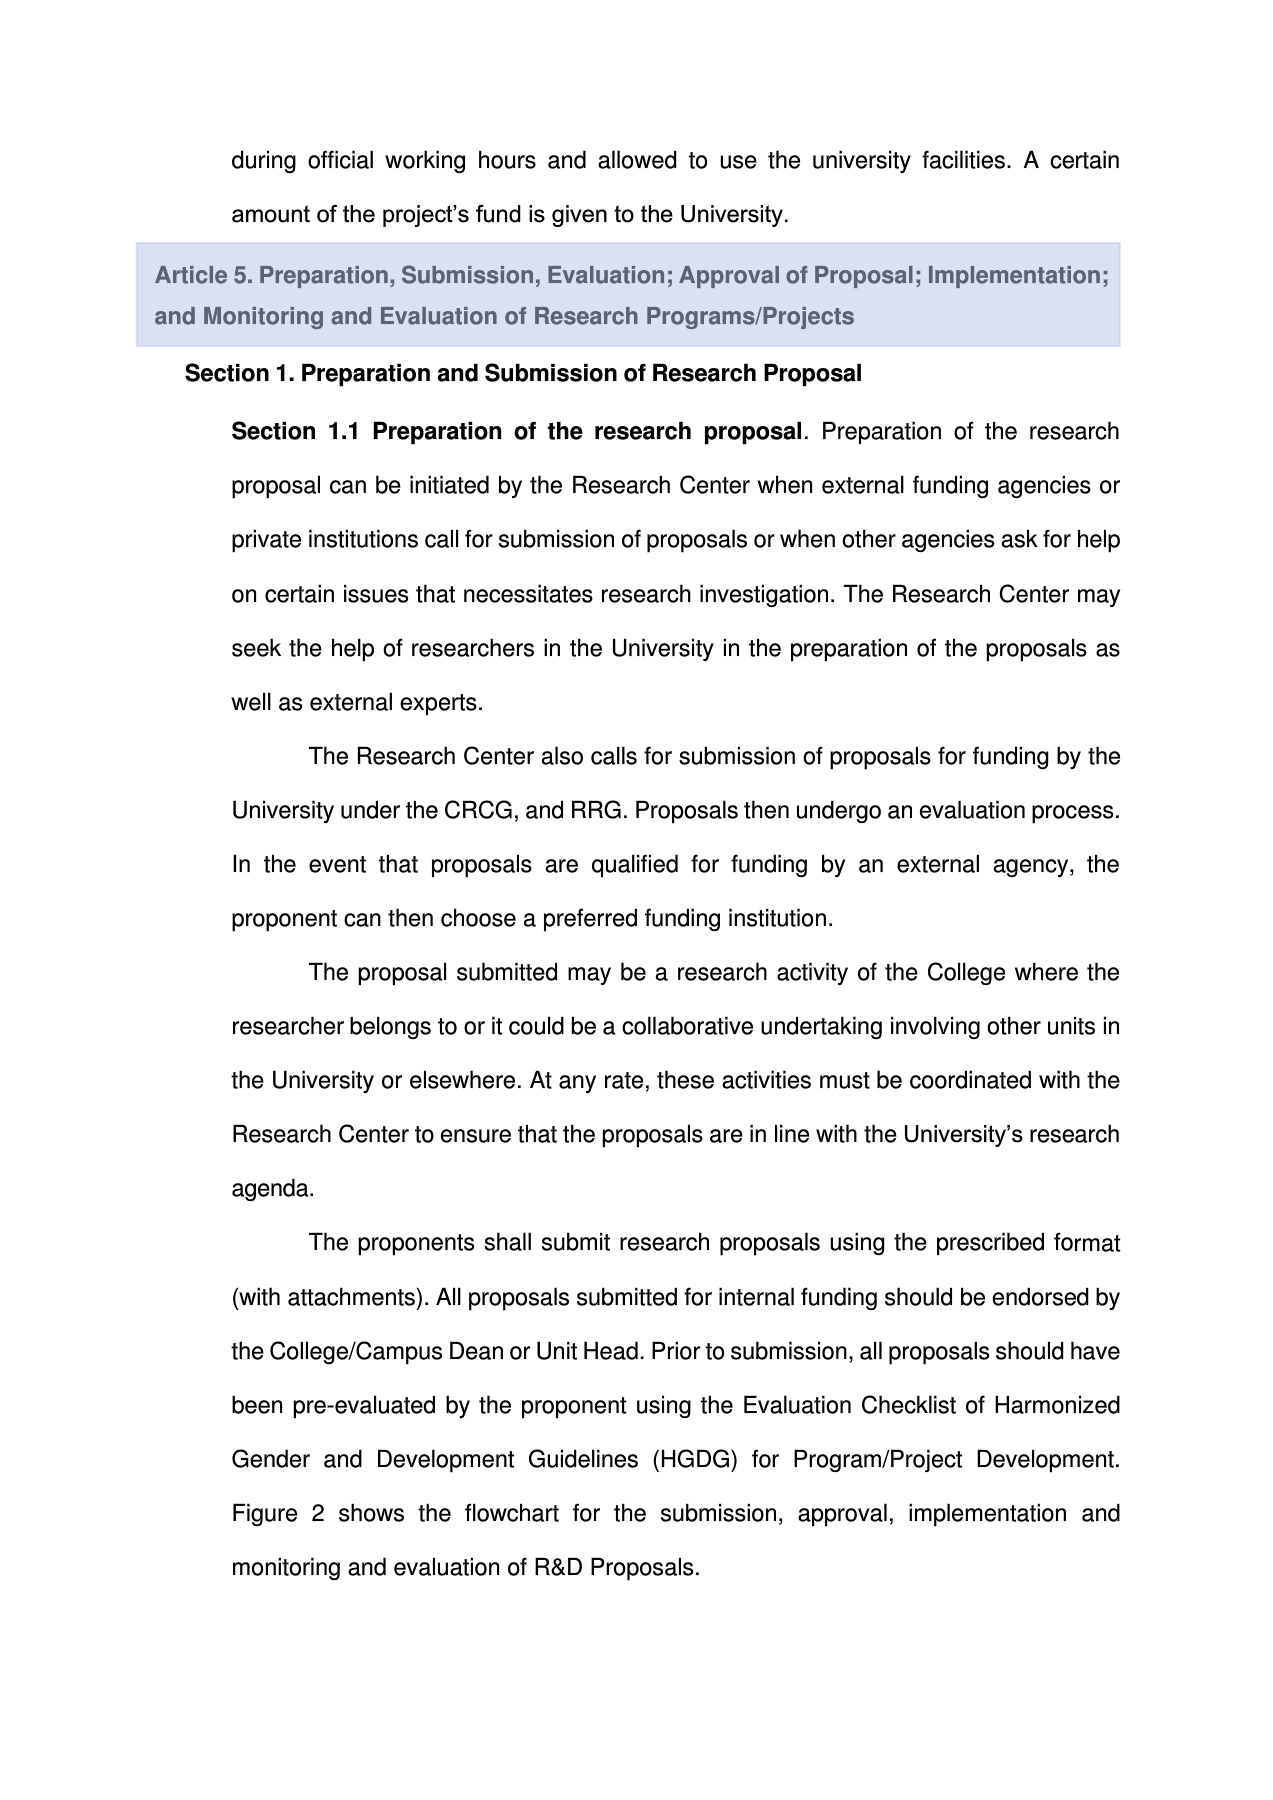 during official working hours and allowed to use the university facilities. A certain
amount of the project’s fund is given to the University.
Article 5. Preparation, Submission, Evaluation; Approval of Proposal; Implementation;
and Monitoring and Evaluation of Research Programs/Projects
Section 1. Preparation and Submission of Research Proposal
Section 1.1 Preparation of the research proposal. Preparation of the research
proposal can be initiated by the Research Center when external funding agencies or
private institutions call for submission of proposals or when other agencies ask for help
on certain issues that necessitates research investigation. The Research Center may
seek the help of researchers in the University in the preparation of the proposals as
well as external experts.
The Research Center also calls for submission of proposals for funding by the
University under the CRCG, and RRG. Proposals then undergo an evaluation process.
In the event that proposals are qualified for funding by an external agency, the
proponent can then choose a preferred funding institution.
The proposal submitted may be a research activity of the College where the
researcher belongs to or it could be a collaborative undertaking involving other units in
the University or elsewhere. At any rate, these activities must be coordinated with the
Research Center to ensure that the proposals are in line with the University’s research
agenda.
The proponents shall submit research proposals using the prescribed format
(with attachments). All proposals submitted for internal funding should be endorsed by
the College/Campus Dean or Unit Head. Prior to submission, all proposals should have
been pre-evaluated by the proponent using the Evaluation Checklist of Harmonized
Gender and Development Guidelines (HGDG) for Program/Project Development.
Figure 2 shows the flowchart for the submission, approval, implementation and
monitoring and evaluation of R&D Proposals.